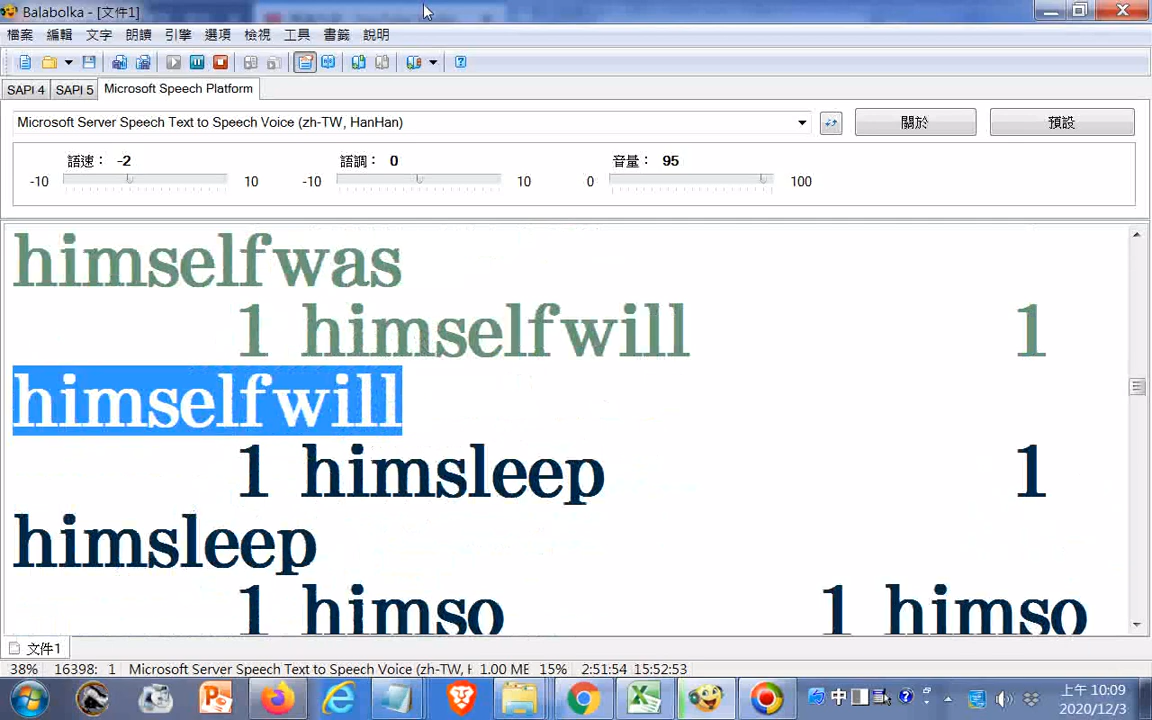 Balabolka - [文件1]
檔案 編輯 文字 朗讀 引擎 選項 檢視 工具 書籤 說明
SAPI 4 SAPI 5 Microsoft Speech Platform
Microsoft Server Speech Text to Speech Voice (zh-TW, HanHan) 關於 預設
語速： -2 語調： 0 音量： 95
-10 10 -10 10 0 100
himselfwas
1 himselfwill 1
himselfwill
1 himsleep 1
himsleep
1 himso 1 himso
文件1
38% 16398: 1 Microsoft Server Speech Text to Speech Voice (zh-TW, 1.00 ME 15% 2:51:54 15:52:53
中 上午 10:09
2020/12/3